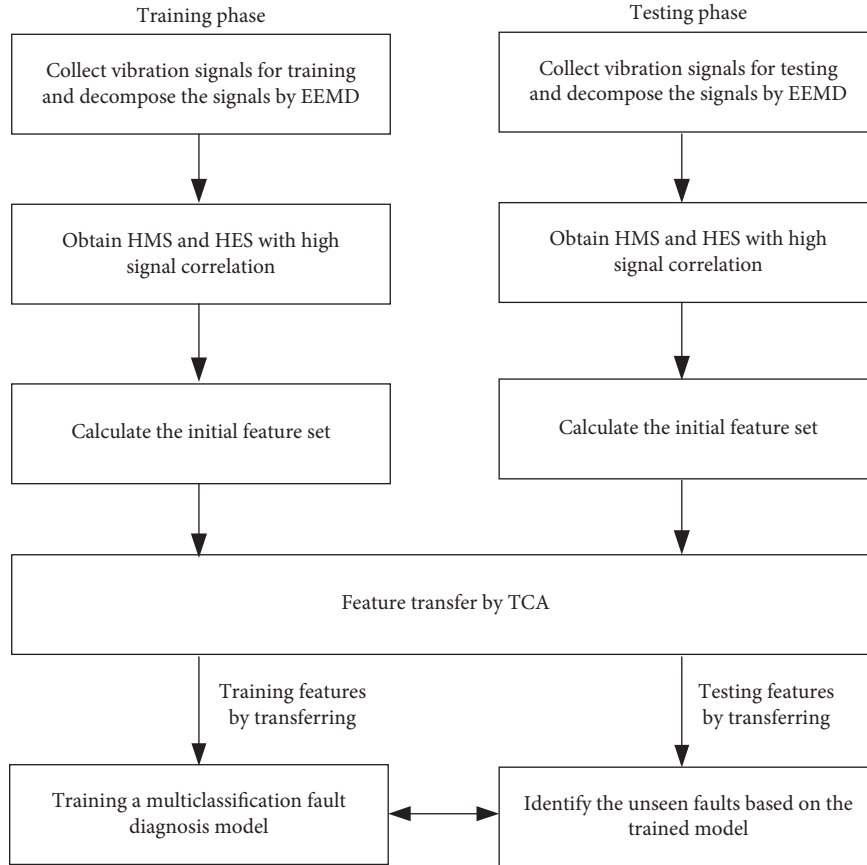 Training phase
Testing phase
Collect vibration signals for training
and decompose the signals by EEMD
Collect vibration signals for testing
and decompose the signals by EEMD
Obtain HMS and HES with high
signal correlation
Obtain HMS and HES with high
signal correlation
Calculate the initial feature set
Calculate the initial feature set
Feature transfer by TCA
Training features
by transferring
Testing features
by transferring
Training a multiclassification fault
diagnosis model
Identify the unseen faults based on the
trained model